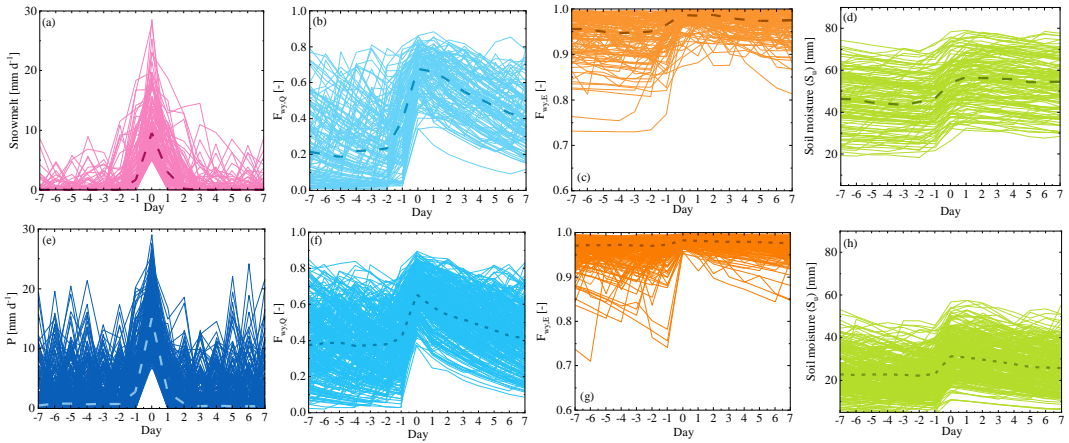 (a)
Snowmelt [mm d⁻¹]
30
20
10
0
-7 -6 -5 -4 -3 -2 -1 0 1 2 3 4 5 6 7
Day
(b)
F_wy,Q [-]
1.0
0.8
0.6
0.4
0.2
0.0
-7 -6 -5 -4 -3 -2 -1 0 1 2 3 4 5 6 7
Day
(c)
F_wy,E [-]
1.0
0.9
0.8
0.7
0.6
-7 -6 -5 -4 -3 -2 -1 0 1 2 3 4 5 6 7
Day
(d)
Soil moisture (S_u) [mm]
80
60
40
20
-7 -6 -5 -4 -3 -2 -1 0 1 2 3 4 5 6 7
Day
(e)
P [mm d⁻¹]
30
20
10
0
-7 -6 -5 -4 -3 -2 -1 0 1 2 3 4 5 6 7
Day
(f)
F_wy,Q [-]
1.0
0.8
0.6
0.4
0.2
0.0
-7 -6 -5 -4 -3 -2 -1 0 1 2 3 4 5 6 7
Day
(g)
F_wy,E [-]
1.0
0.9
0.8
0.7
0.6
-7 -6 -5 -4 -3 -2 -1 0 1 2 3 4 5 6 7
Day
(h)
Soil moisture (S_u) [mm]
80
60
40
20
-7 -6 -5 -4 -3 -2 -1 0 1 2 3 4 5 6 7
Day